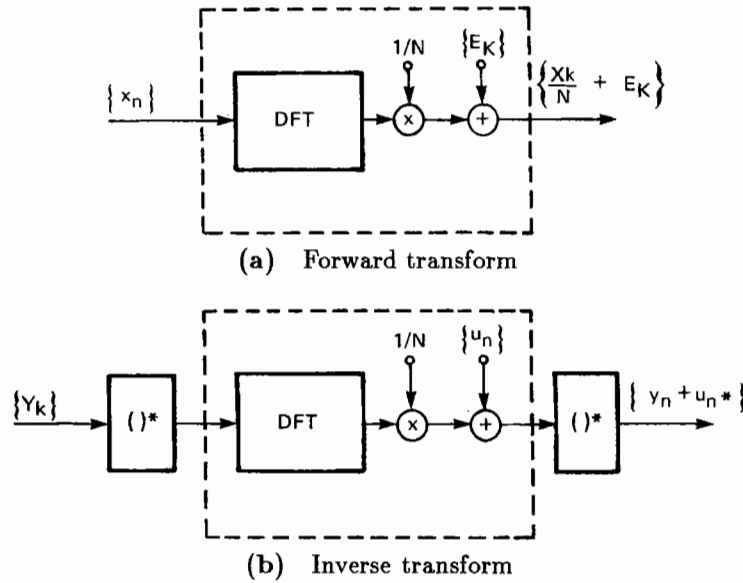 1/N {E_K}
{x_n} DFT × + {X_k/N + E_K}
(a) Forward transform
1/N {u_n}
{Y_k} ( )* DFT × + ( )* {y_n + u_n*}
(b) Inverse transform